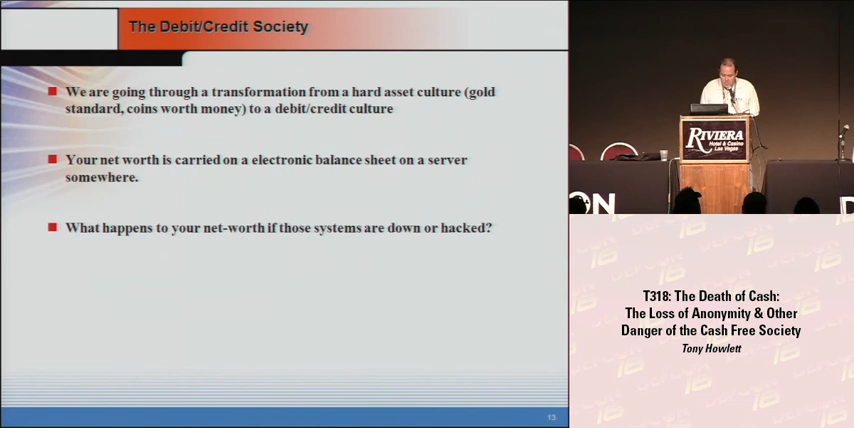 The Debit/Credit Society
We are going through a transformation from a hard asset culture (gold
standard, coins worth money) to a debit/credit culture
Your net worth is carried on a electronic balance sheet on a server
somewhere.
What happens to your net-worth if those systems are down or hacked?
13
RIVIERA
Hotel & Casino
Las Vegas
ON
D
T318: The Death of Cash:
The Loss of Anonymity & Other
Danger of the Cash Free Society
Tony Howlett